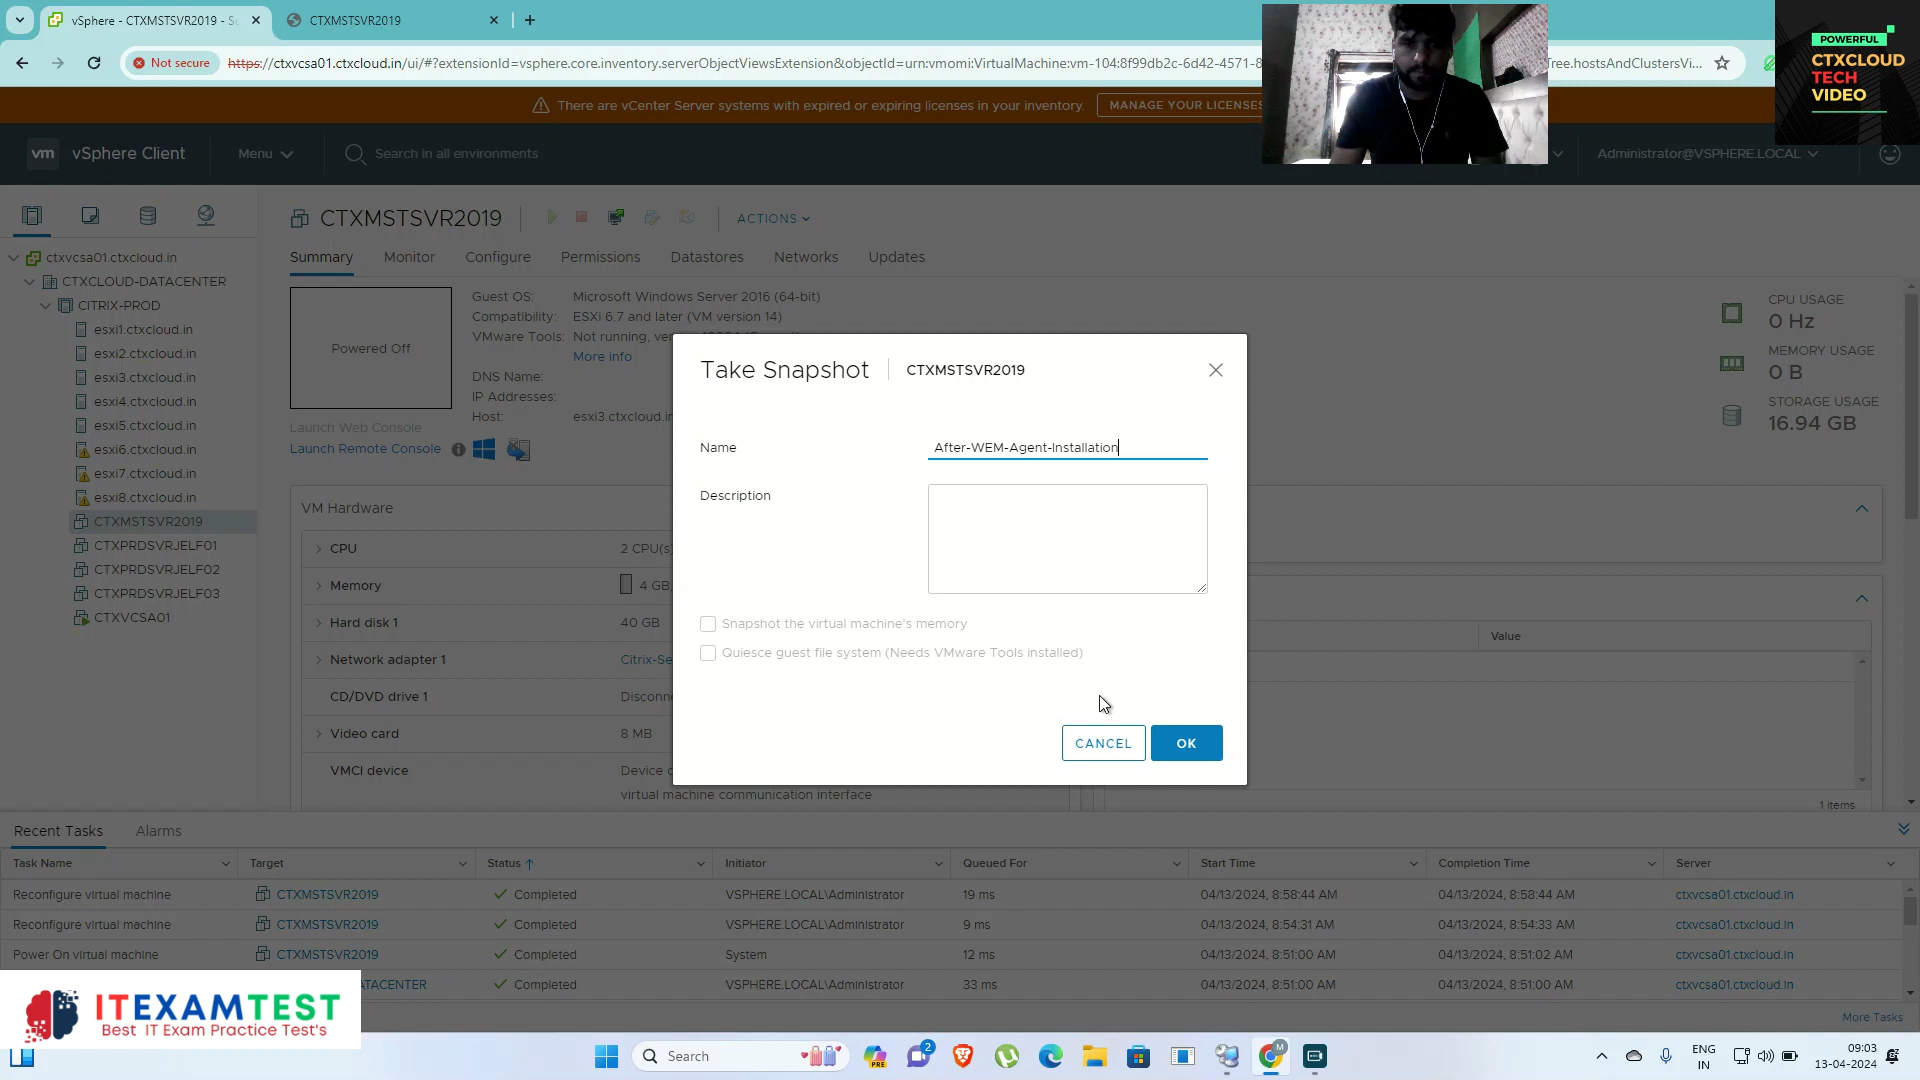 vSphere - CTXMSTSVR2019 - S
CTXMSTSVR2019
Not secure
https://ctxvcsa01.ctxcloud.in/ui/#?extensionId=vsphere.core.inventory.serverObjectViewsExtension&objectId=urn:vmomi:VirtualMachine:vm-104:8f99db2c-6d42-4571-8
Tree.hostsAndClustersVi...
POWERFUL
CTXCLOUD
TECH
VIDEO
There are vCenter Server systems with expired or expiring licenses in your inventory.
MANAGE YOUR LICENSES
vm
vSphere Client
Menu
Search in all environments
Administrator@VSPHERE.LOCAL
CTXMSTSVR2019
ACTIONS
Summary
Monitor
Configure
Permissions
Datastores
Networks
Updates
ctxvcsa01.ctxcloud.in
CTXCLOUD-DATACENTER
CITRIX-PROD
esxi1.ctxcloud.in
esxi2.ctxcloud.in
esxi3.ctxcloud.in
esxi4.ctxcloud.in
esxi5.ctxcloud.in
esxi6.ctxcloud.in
esxi7.ctxcloud.in
esxi8.ctxcloud.in
CTXMSTSVR2019
CTXPRDSVRJELF01
CTXPRDSVRJELF02
CTXPRDSVRJELF03
CTXVCSA01
Powered Off
Launch Web Console
Launch Remote Console
Guest OS: Microsoft Windows Server 2016 (64-bit)
Compatibility: ESXi 6.7 and later (VM version 14)
VMware Tools: Not running,
More info
DNS Name:
IP Addresses:
Host: esxi3.ctxcloud.in
CPU USAGE
0 Hz
MEMORY USAGE
0 B
STORAGE USAGE
16.94 GB
VM Hardware
CPU 2 CPU(s)
Memory 4 GB
Hard disk 1 40 GB
Network adapter 1 Citrix-Se
CD/DVD drive 1 Disconn
Video card 8 MB
VMCI device Device
virtual machine communication interface
Value
1 items
Take Snapshot
CTXMSTSVR2019
Name
After-WEM-Agent-Installation
Description
Snapshot the virtual machine's memory
Quiesce guest file system (Needs VMware Tools installed)
CANCEL
OK
Recent Tasks
Alarms
Task Name Target Status Initiator Queued For Start Time Completion Time Server
Reconfigure virtual machine CTXMSTSVR2019 Completed VSPHERE.LOCAL\Administrator 19 ms 04/13/2024, 8:58:44 AM 04/13/2024, 8:58:44 AM ctxvcsa01.ctxcloud.in
Reconfigure virtual machine CTXMSTSVR2019 Completed VSPHERE.LOCAL\Administrator 9 ms 04/13/2024, 8:54:31 AM 04/13/2024, 8:54:33 AM ctxvcsa01.ctxcloud.in
Power On virtual machine CTXMSTSVR2019 Completed System 12 ms 04/13/2024, 8:51:00 AM 04/13/2024, 8:51:02 AM ctxvcsa01.ctxcloud.in
ATACENTER Completed VSPHERE.LOCAL\Administrator 33 ms 04/13/2024, 8:51:00 AM 04/13/2024, 8:51:00 AM ctxvcsa01.ctxcloud.in
More Tasks
ITEXAMTEST
Best IT Exam Practice Test's
Search
PRE
2
M
ENG
IN
09:03
13-04-2024